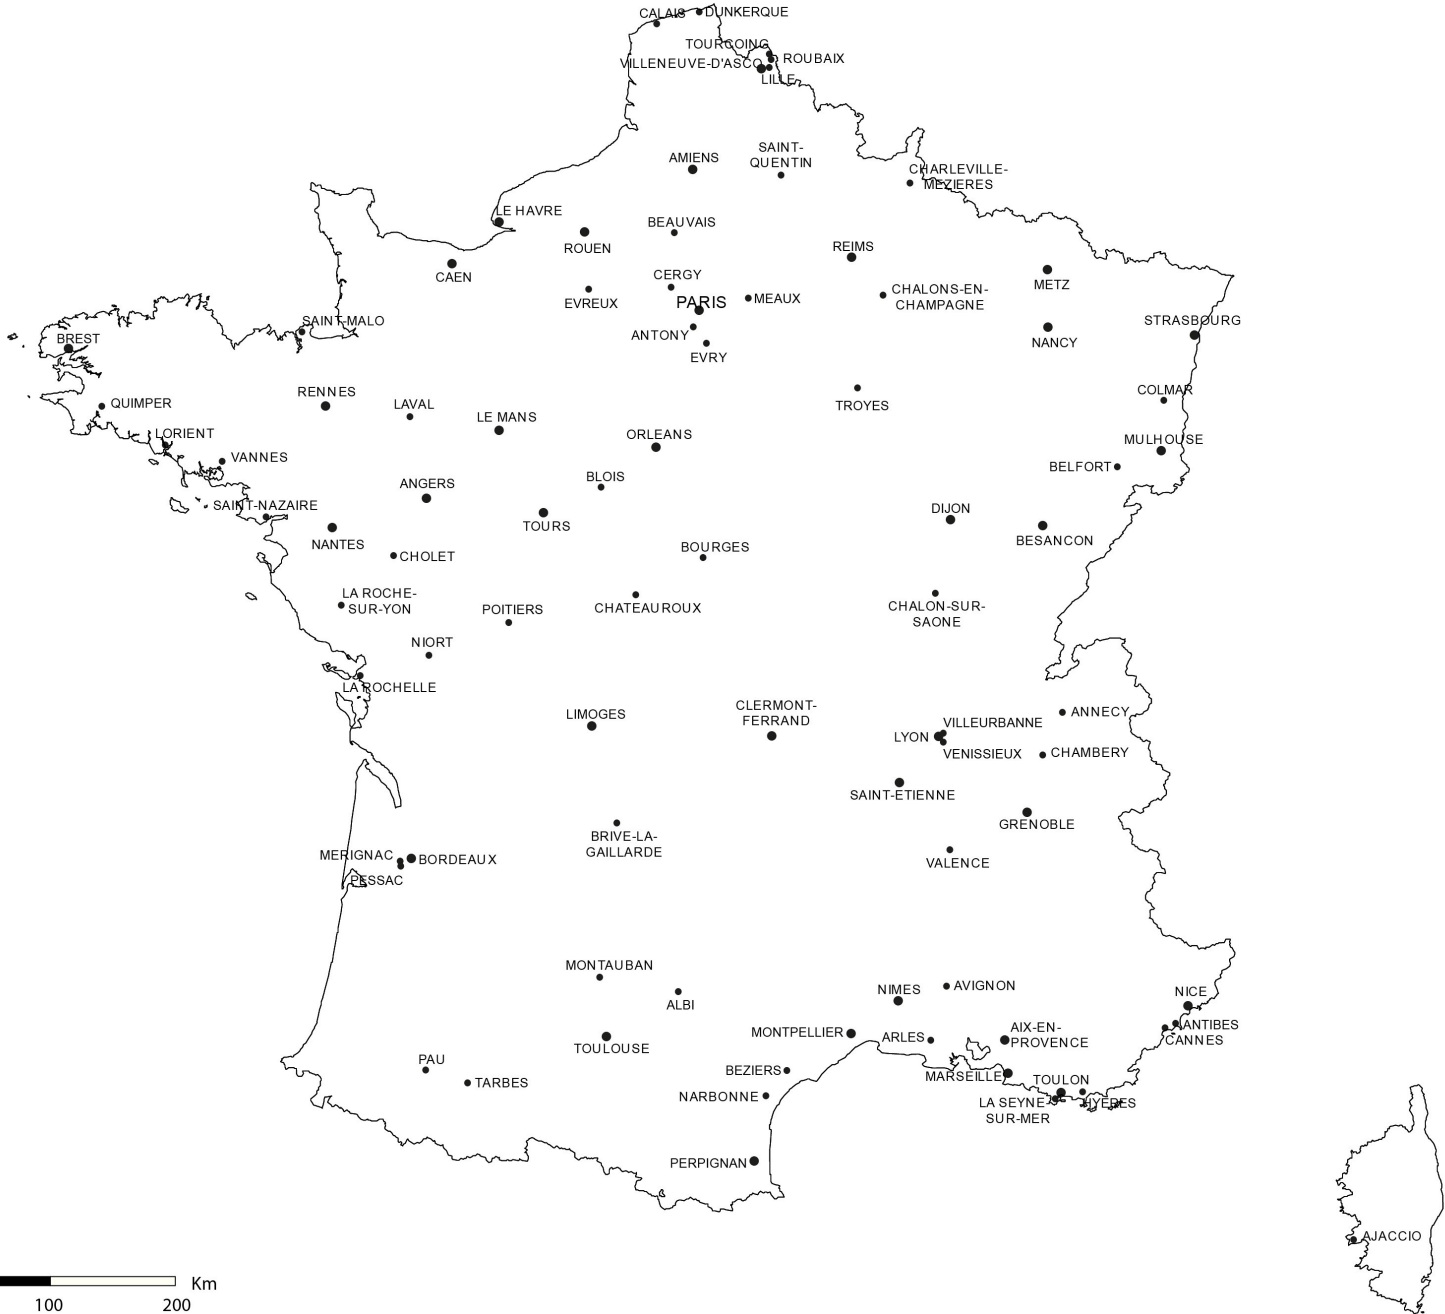 CALAIS
DUNKERQUE
TOURCOING
ROUBAIX
VILLENEUVE-D'ASCQ
LILLE
AMIENS
SAINT-
QUENTIN
CHARLEVILLE-
MEZIERES
LE HAVRE
ROUEN
BEAUVAIS
REIMS
CAEN
CERGY
METZ
EVREUX
PARIS
MEAUX
CHALONS-EN-
CHAMPAGNE
SAINT-MALO
STRASBOURG
BREST
ANTONY
EVRY
NANCY
RENNES
COLMAR
QUIMPER
LAVAL
TROYES
LE MANS
LORIENT
ORLEANS
MULHOUSE
VANNES
BELFORT
ANGERS
BLOIS
SAINT-NAZAIRE
DIJON
TOURS
NANTES
BESANCON
CHOLET
BOURGES
LA ROCHE-
SUR-YON
POITIERS
CHATEAUROUX
CHALON-SUR-
SAONE
NIORT
LA ROCHELLE
LIMOGES
CLERMONT-
FERRAND
ANNECY
VILLEURBANNE
LYON
VENISSIEUX
CHAMBERY
SAINT-ETIENNE
GRENOBLE
BRIVE-LA-
GAILLARDE
MERIGNAC
BORDEAUX
VALENCE
PESSAC
MONTAUBAN
ALBI
NIMES
AVIGNON
NICE
MONTPELLIER
ARLES
AIX-EN-
PROVENCE
ANTIBES
CANNES
TOULOUSE
PAU
TARBES
BEZIERS
MARSEILLE
TOULON
NARBONNE
LA SEYNE-
SUR-MER
HYERES
PERPIGNAN
AJACCIO
Km
100
200